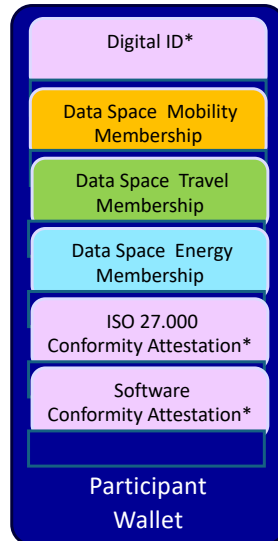 Digital ID*
Data Space Mobility
Membership
Data Space Travel
Membership
Data Space Energy
Membership
ISO 27.000
Conformity Attestation*
Software
Conformity Attestation*
Participant
Wallet